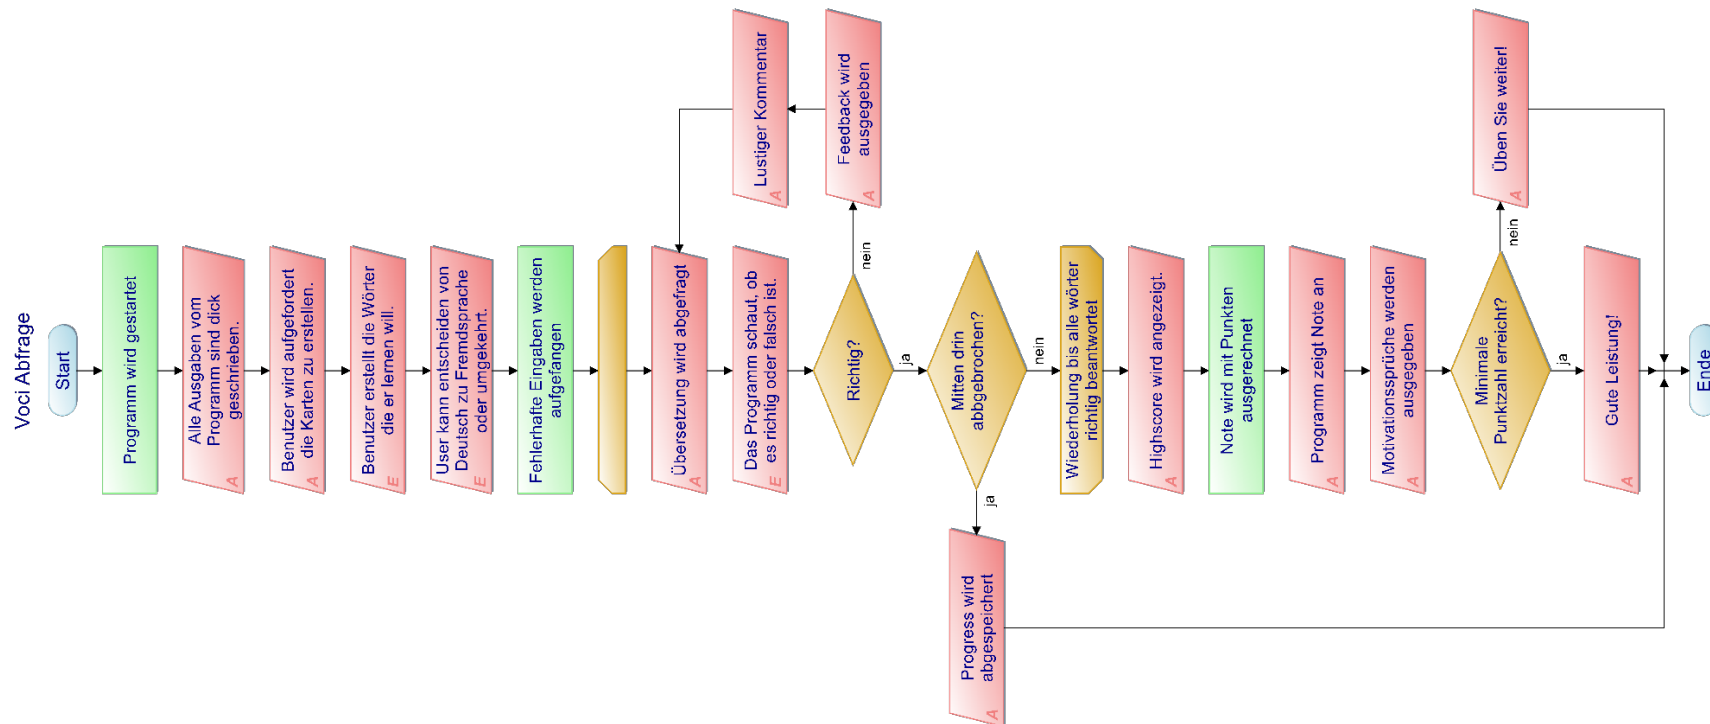 Voci Abfrage
Start
Programm wird gestartet
Alle Ausgaben vom
Programm sind dick
geschrieben.
A
Benutzer wird aufgefordert
die Karten zu erstellen.
A
Benutzer erstellt die Wörter
die er lernen will.
E
User kann entscheiden von
Deutsch zu Fremdsprache
oder umgekehrt.
E
Fehlerhafte Eingaben werden
aufgefangen
Übersetzung wird abgefragt
A
Das Programm schaut, ob
es richtig oder falsch ist.
E
Richtig?
nein
Feedback wird
ausgegeben
A
Lustiger Kommentar
A
ja
Mitten drin
abbgebrochen?
ja
Progress wird
abgespeichert
A
nein
Wiederholung bis alle wörter
richtig beantwortet
Highscore wird angezeigt.
A
Note wird mit Punkten
ausgerechnet
Programm zeigt Note an
A
Motivationssprüche werden
ausgegeben
A
Minimale
Punktzahl erreicht?
nein
Üben Sie weiter!
A
ja
Gute Leistung!
A
Ende